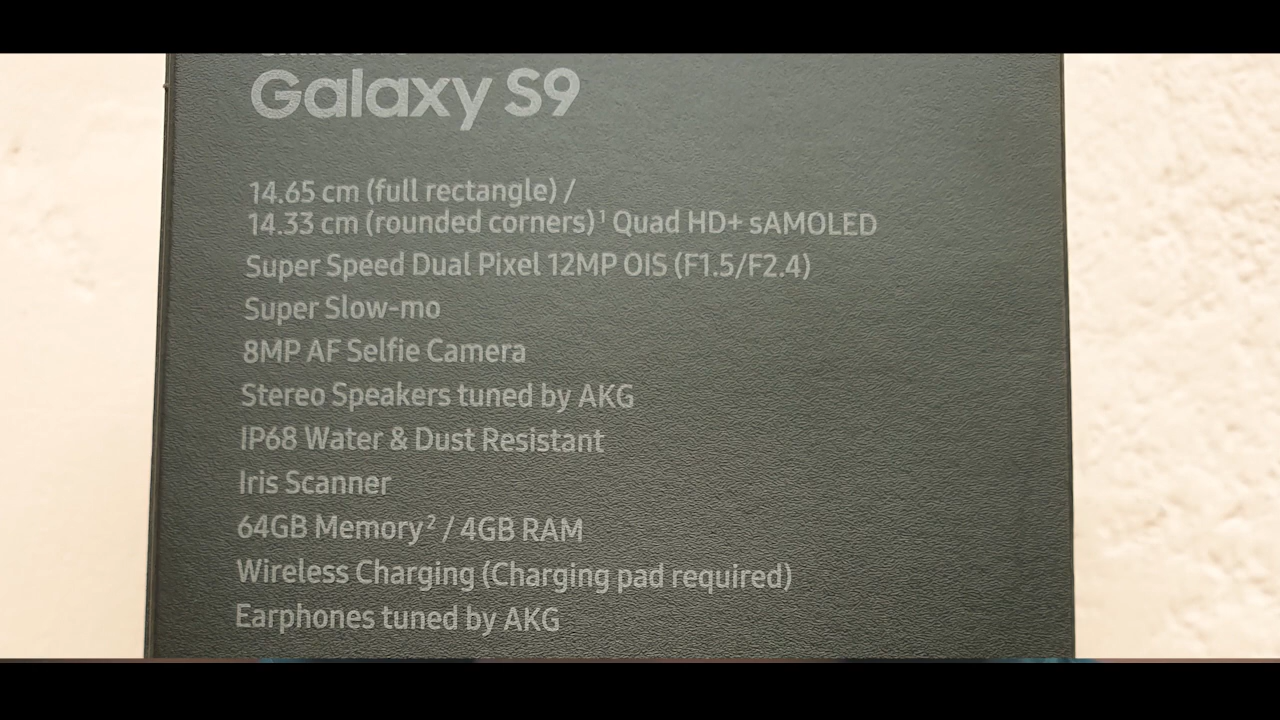 Galaxy S9
14.65 cm (full rectangle) /
14.33 cm (rounded corners)¹ Quad HD+ sAMOLED
Super Speed Dual Pixel 12MP OIS (F1.5/F2.4)
Super Slow-mo
8MP AF Selfie Camera
Stereo Speakers tuned by AKG
IP68 Water & Dust Resistant
Iris Scanner
64GB Memory² / 4GB RAM
Wireless Charging (Charging pad required)
Earphones tuned by AKG